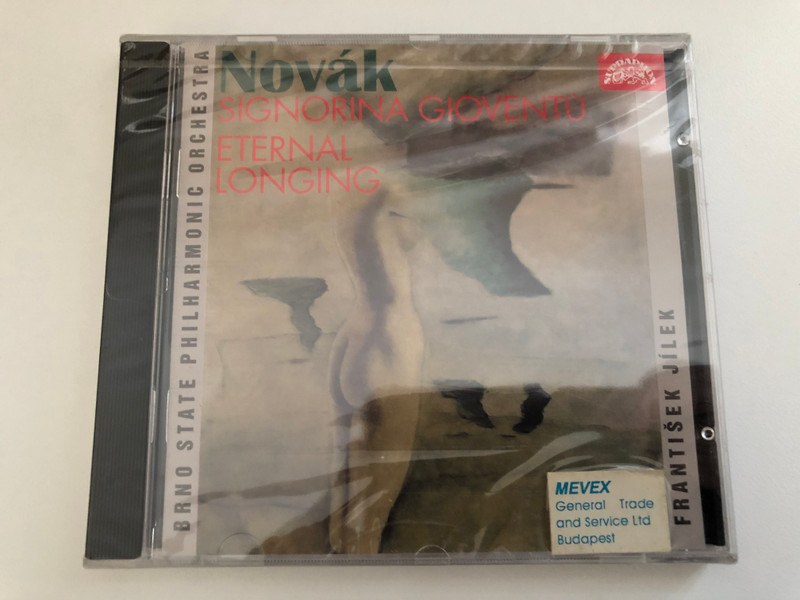 Novák
SIGNORINA GIOVENTÙ
ETERNAL
LONGING
SUPRAPHON
BRNO STATE PHILHARMONIC ORCHESTRA
FRANTIŠEK JÍLEK
MEVEX
General Trade
and Service Ltd
Budapest